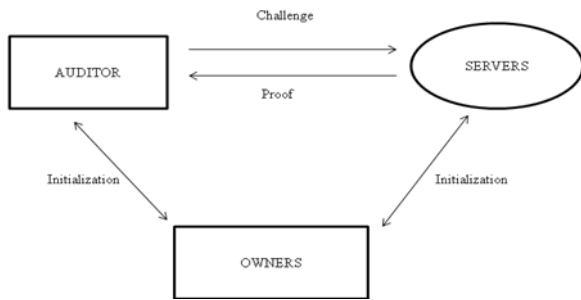 Challenge
AUDITOR
SERVERS
Proof
Initialization
Initialization
OWNERS